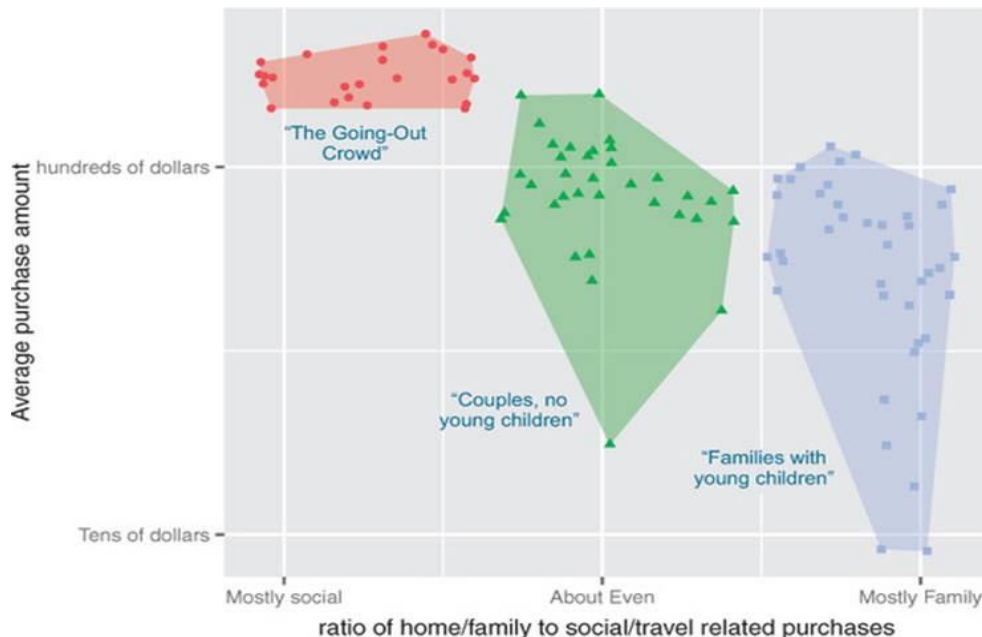 “The Going-Out
Crowd”
hundreds of dollars
Average purchase amount
“Couples, no
young children”
“Families with
young children”
Tens of dollars
Mostly social
About Even
Mostly Family
ratio of home/family to social/travel related purchases